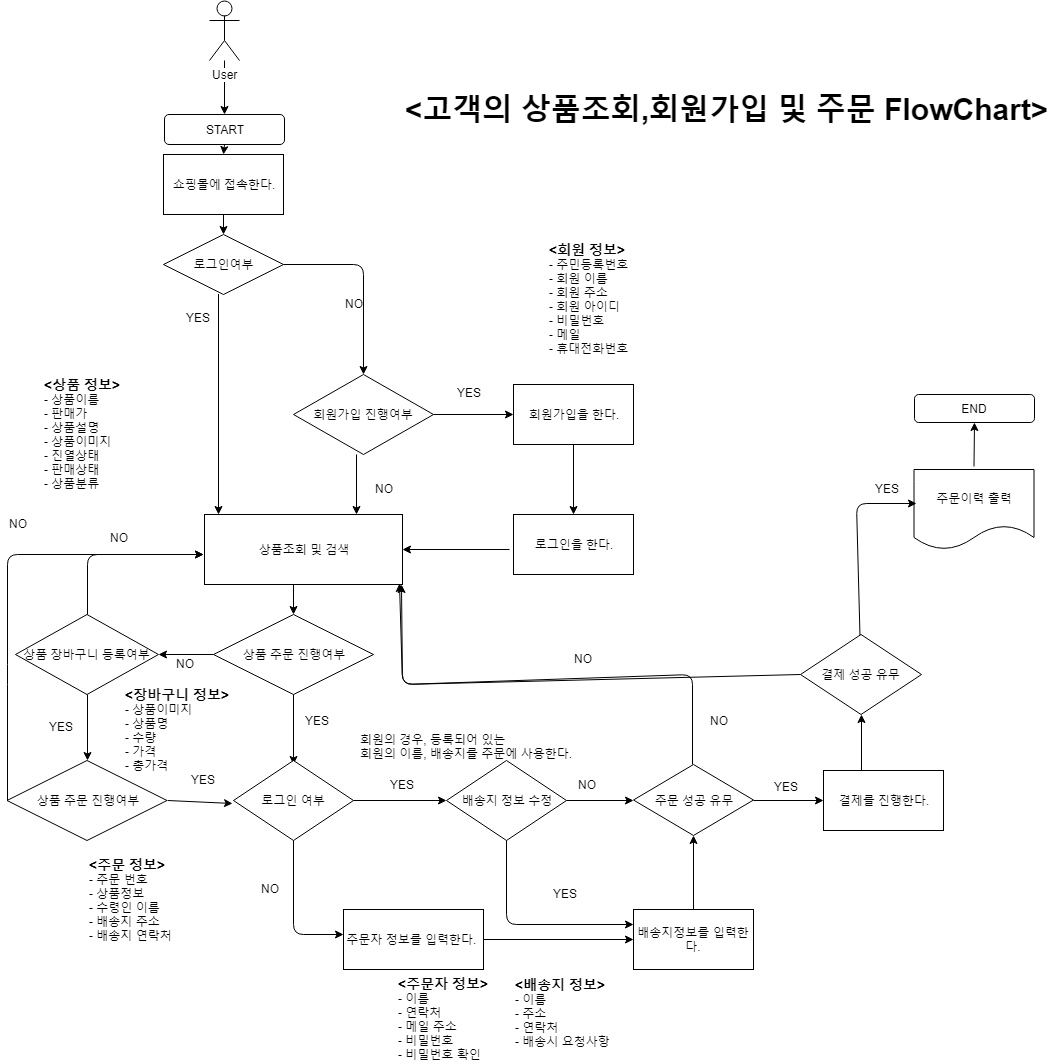 User
<고객의 상품조회,회원가입 및 주문 FlowChart>
START
쇼핑몰에 접속한다.
로그인여부
YES
NO
<회원 정보>
- 주민등록번호
- 회원 이름
- 회원 주소
- 회원 아이디
- 비밀번호
- 메일
- 휴대전화번호
<상품 정보>
- 상품이름
- 판매가
- 상품설명
- 상품이미지
- 진열상태
- 판매상태
- 상품분류
회원가입 진행여부
YES
회원가입을 한다.
NO
END
YES
주문이력 출력
NO
NO
상품조회 및 검색
로그인을 한다.
상품 장바구니 등록여부
NO
상품 주문 진행여부
NO
결제 성공 유무
<장바구니 정보>
- 상품이미지
- 상품명
- 수량
- 가격
- 총가격
YES
YES
NO
회원의 경우, 등록되어 있는
회원의 이름, 배송지를 주문에 사용한다.
상품 주문 진행여부
YES
로그인 여부
YES
배송지 정보 수정
NO
주문 성공 유무
YES
결제를 진행한다.
<주문 정보>
- 주문 번호
- 상품정보
- 수령인 이름
- 배송지 주소
- 배송지 연락처
NO
YES
주문자 정보를 입력한다.
배송지정보를 입력한
다.
<주문자 정보>
- 이름
- 연락처
- 메일 주소
- 비밀번호
- 비밀번호 확인
<배송지 정보>
- 이름
- 주소
- 연락처
- 배송시 요청사항